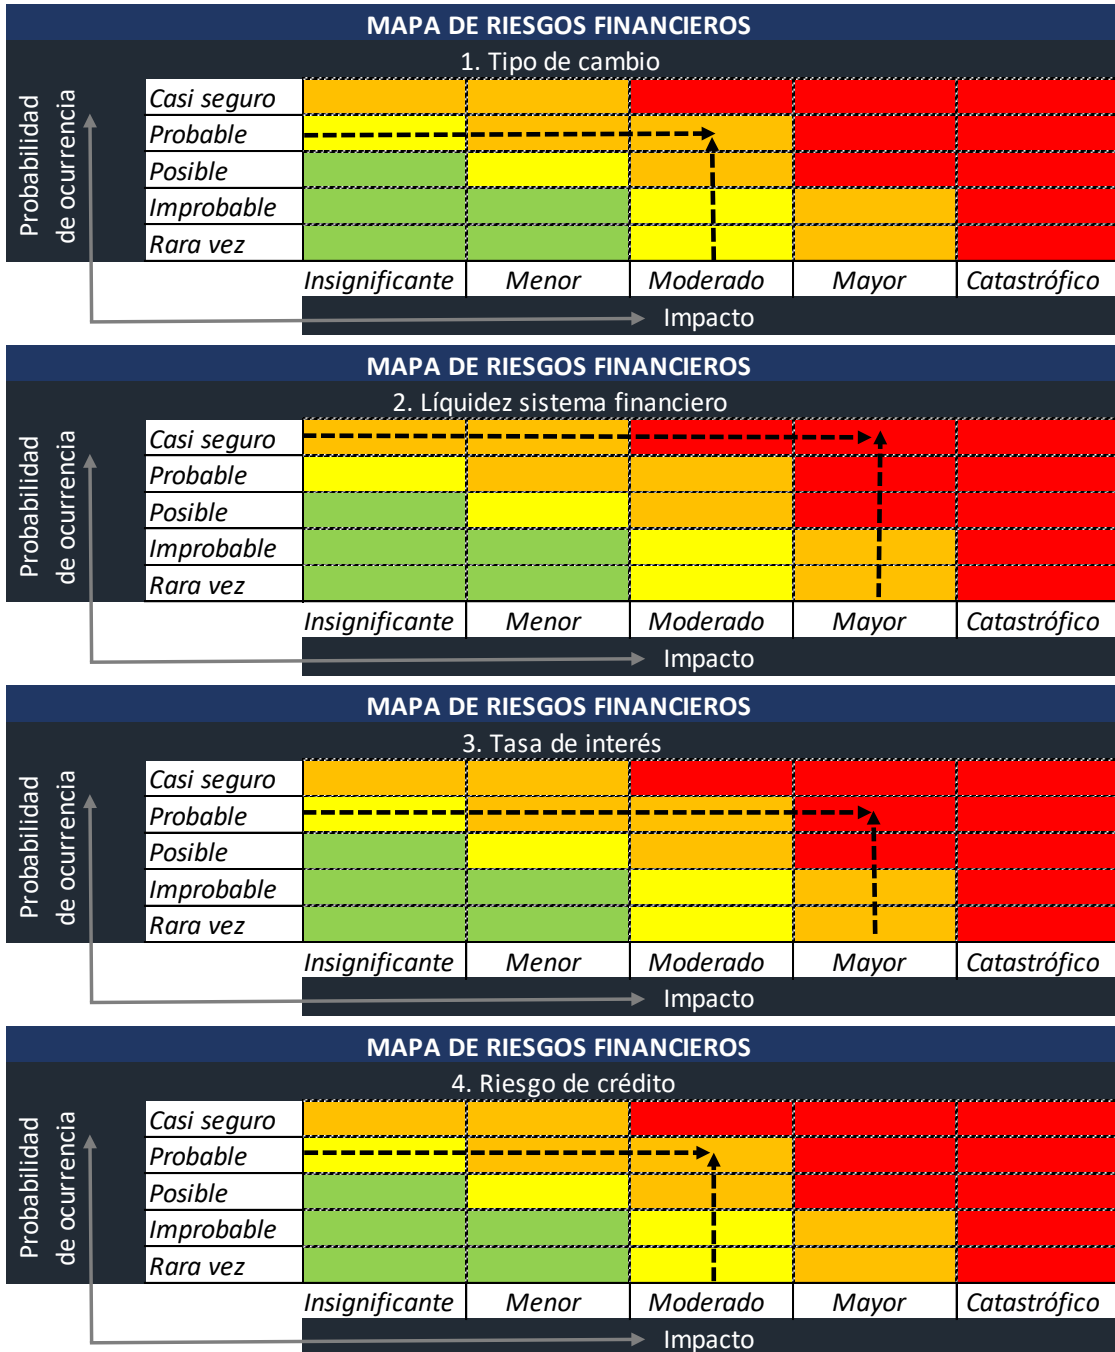 MAPA DE RIESGOS FINANCIEROS
1. Tipo de cambio
Probabilidad
de ocurrencia
Casi seguro
Probable
Posible
Improbable
Rara vez
Insignificante Menor Moderado Mayor Catastrófico
Impacto
MAPA DE RIESGOS FINANCIEROS
2. Líquidez sistema financiero
Probabilidad
de ocurrencia
Casi seguro
Probable
Posible
Improbable
Rara vez
Insignificante Menor Moderado Mayor Catastrófico
Impacto
MAPA DE RIESGOS FINANCIEROS
3. Tasa de interés
Probabilidad
de ocurrencia
Casi seguro
Probable
Posible
Improbable
Rara vez
Insignificante Menor Moderado Mayor Catastrófico
Impacto
MAPA DE RIESGOS FINANCIEROS
4. Riesgo de crédito
Probabilidad
de ocurrencia
Casi seguro
Probable
Posible
Improbable
Rara vez
Insignificante Menor Moderado Mayor Catastrófico
Impacto